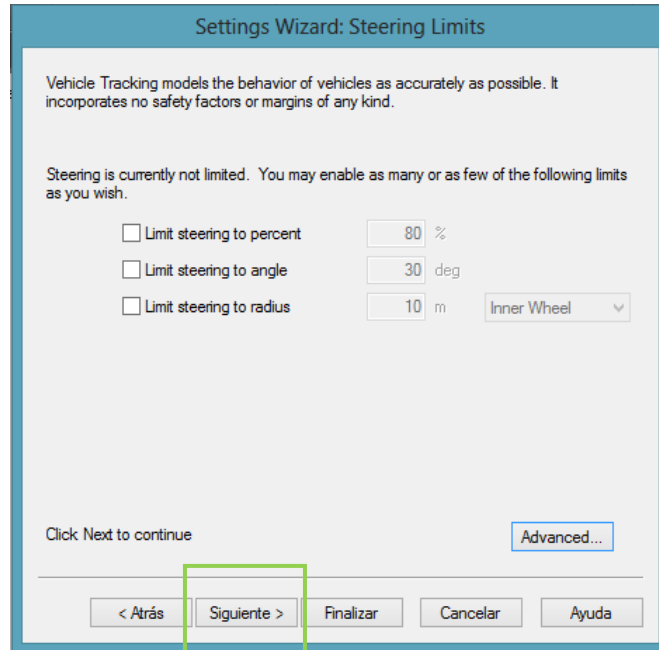 Settings Wizard: Steering Limits
Vehicle Tracking models the behavior of vehicles as accurately as possible. It
incorporates no safety factors or margins of any kind.
Steering is currently not limited. You may enable as many or as few of the following limits
as you wish.
Limit steering to percent 80 %
Limit steering to angle 30 deg
Limit steering to radius 10 m Inner Wheel
Click Next to continue Advanced...
< Atrás Siguiente > Finalizar Cancelar Ayuda